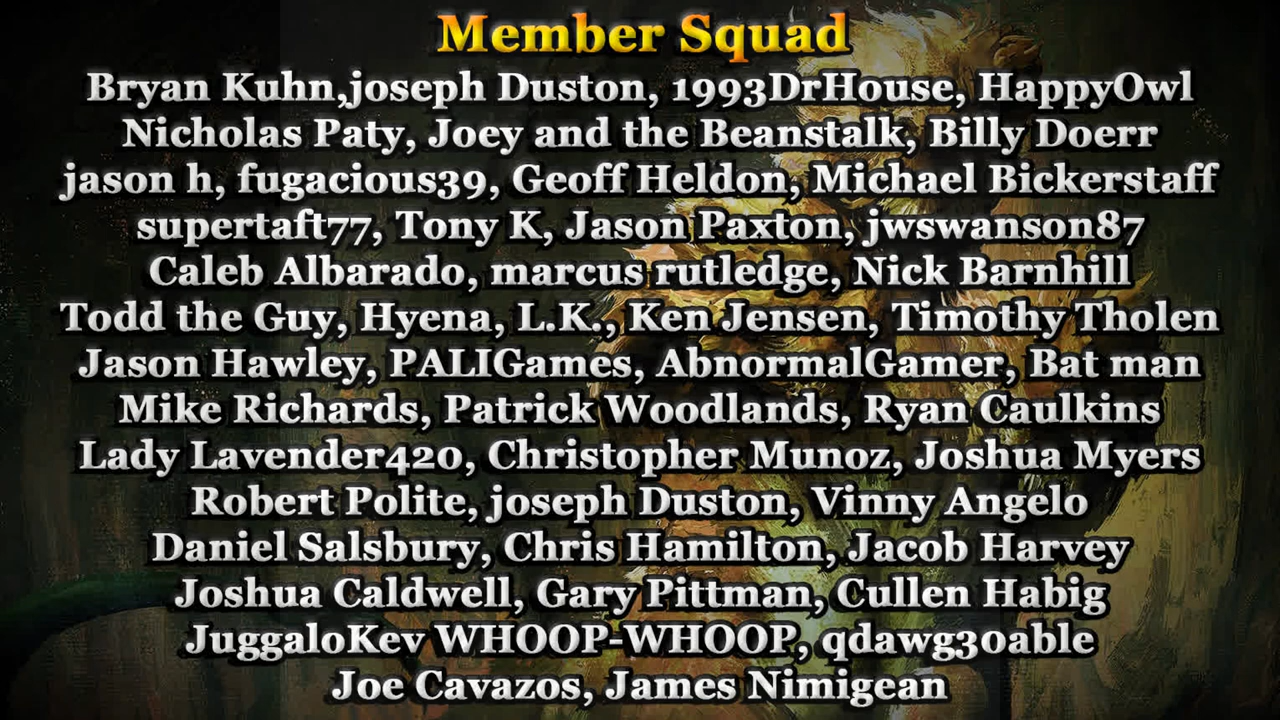 Member Squad
Bryan Kuhn,joseph Duston, 1993DrHouse, HappyOwl
Nicholas Paty, Joey and the Beanstalk, Billy Doerr
jason h, fugacious39, Geoff Heldon, Michael Bickerstaff
supertaft77, Tony K, Jason Paxton, jwswanson87
Caleb Albarado, marcus rutledge, Nick Barnhill
Todd the Guy, Hyena, L.K., Ken Jensen, Timothy Tholen
Jason Hawley, PALIGames, AbnormalGamer, Bat man
Mike Richards, Patrick Woodlands, Ryan Caulkins
Lady Lavender420, Christopher Munoz, Joshua Myers
Robert Polite, joseph Duston, Vinny Angelo
Daniel Salsbury, Chris Hamilton, Jacob Harvey
Joshua Caldwell, Gary Pittman, Cullen Habig
JuggaloKev WHOOP-WHOOP, qdawg30able
Joe Cavazos, James Nimigean